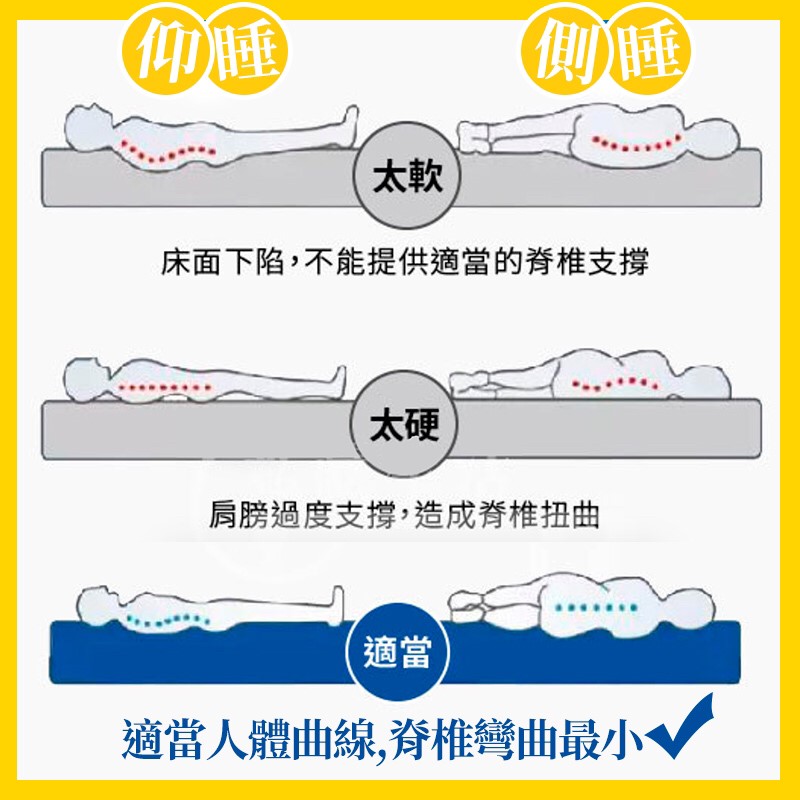 仰睡
側睡
太軟
床面下陷,不能提供適當的脊椎支撐
太硬
肩膀過度支撐,造成脊椎扭曲
適當
適當人體曲線,脊椎彎曲最小